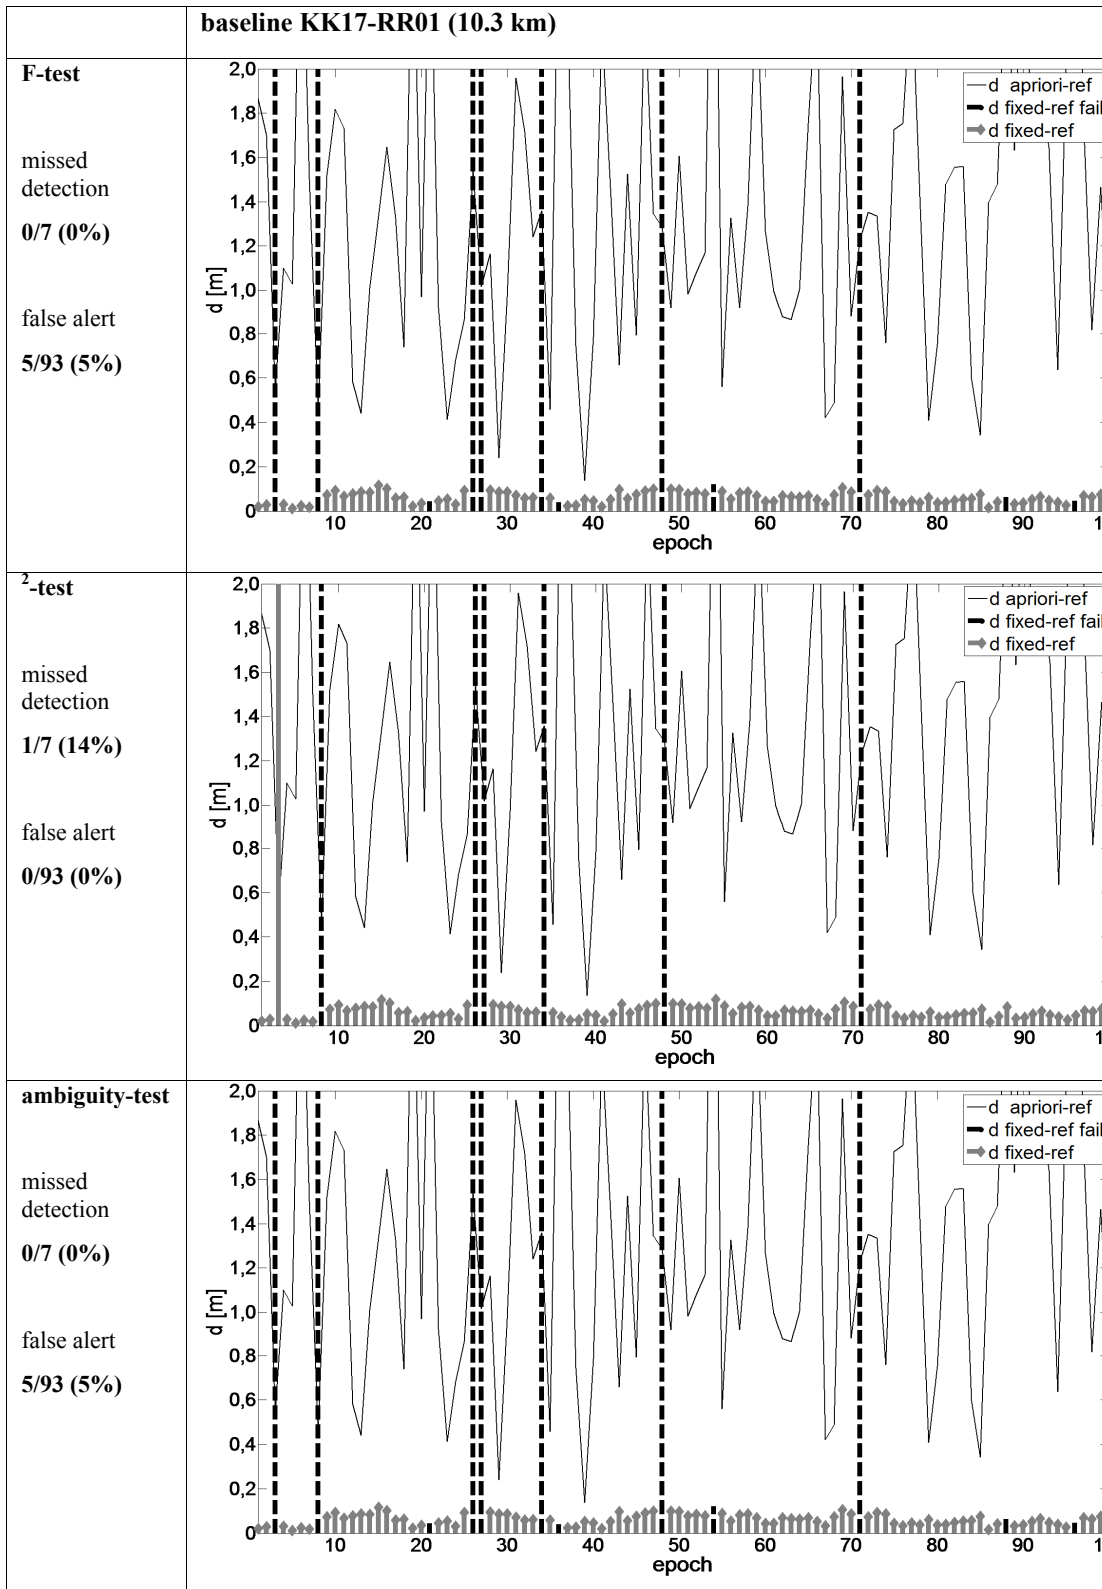 baseline KK17-RR01 (10.3 km)
F-test
missed
detection
0/7 (0%)
false alert
5/93 (5%)
2,0
1,8
1,6
1,4
1,2
1,0
0,8
0,6
0,4
0,2
0
d [m]
10 20 30 40 50 60 70 80 90 1
epoch
d apriori-ref
d fixed-ref fail
d fixed-ref
2-test
missed
detection
1/7 (14%)
false alert
0/93 (0%)
2,0
1,8
1,6
1,4
1,2
1,0
0,8
0,6
0,4
0,2
0
d [m]
10 20 30 40 50 60 70 80 90 1
epoch
d apriori-ref
d fixed-ref fail
d fixed-ref
ambiguity-test
missed
detection
0/7 (0%)
false alert
5/93 (5%)
2,0
1,8
1,6
1,4
1,2
1,0
0,8
0,6
0,4
0,2
0
d [m]
10 20 30 40 50 60 70 80 90 1
epoch
d apriori-ref
d fixed-ref fail
d fixed-ref